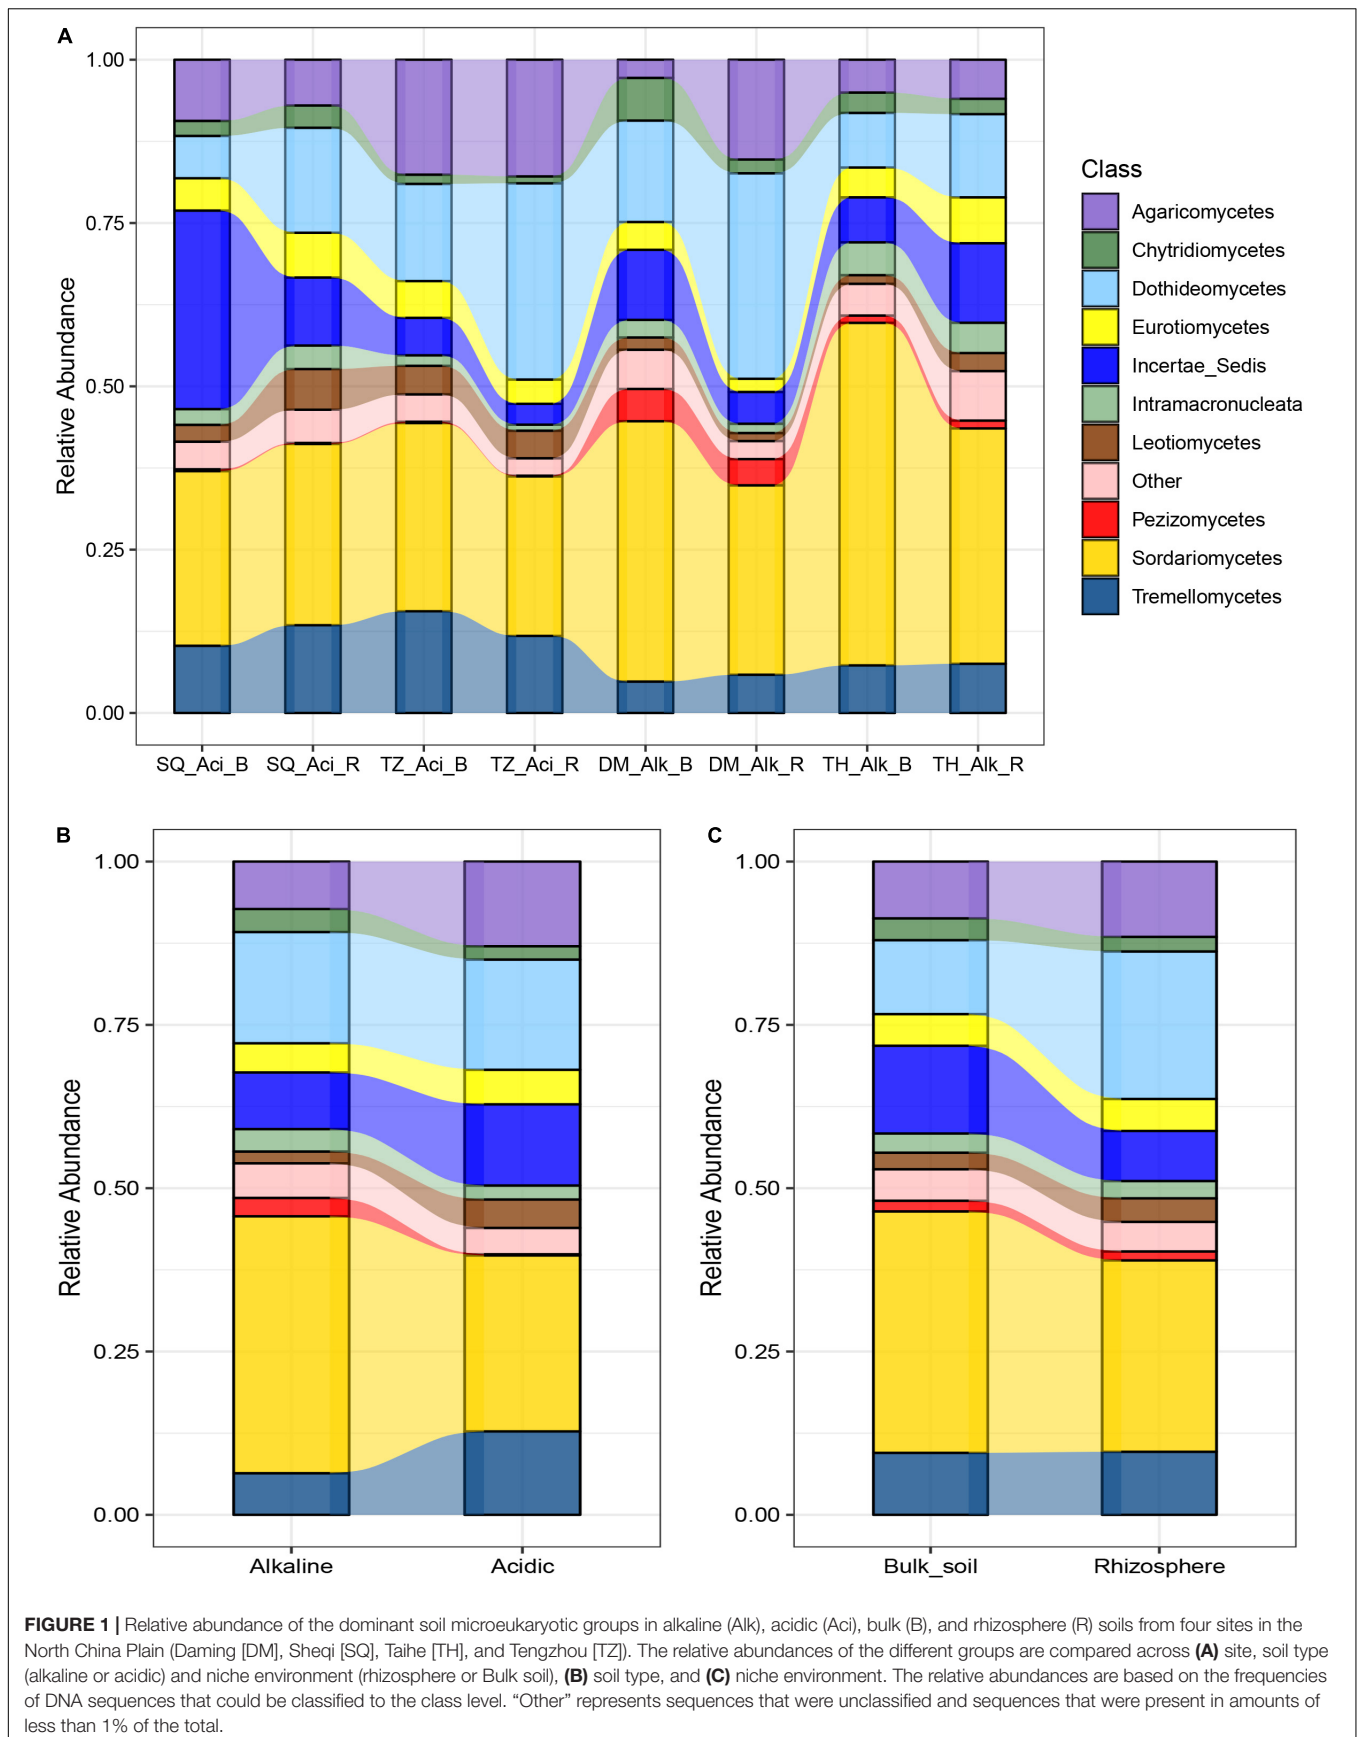 A
1.00
0.75
0.50
0.25
0.00
Relative Abundance
SQ_Aci_B SQ_Aci_R TZ_Aci_B TZ_Aci_R DM_Alk_B DM_Alk_R TH_Alk_B TH_Alk_R
Class
Agaricomycetes
Chytridiomycetes
Dothideomycetes
Eurotiomycetes
Incertae_Sedis
Intramacronucleata
Leotiomycetes
Other
Pezizomycetes
Sordariomycetes
Tremellomycetes
B
1.00
0.75
0.50
0.25
0.00
Relative Abundance
Alkaline Acidic
C
1.00
0.75
0.50
0.25
0.00
Relative Abundance
Bulk_soil Rhizosphere
FIGURE 1 | Relative abundance of the dominant soil microeukaryotic groups in alkaline (Alk), acidic (Aci), bulk (B), and rhizosphere (R) soils from four sites in the
North China Plain (Daming [DM], Sheqi [SQ], Taihe [TH], and Tengzhou [TZ]). The relative abundances of the different groups are compared across (A) site, soil type
(alkaline or acidic) and niche environment (rhizosphere or Bulk soil), (B) soil type, and (C) niche environment. The relative abundances are based on the frequencies
of DNA sequences that could be classified to the class level. “Other” represents sequences that were unclassified and sequences that were present in amounts of
less than 1% of the total.